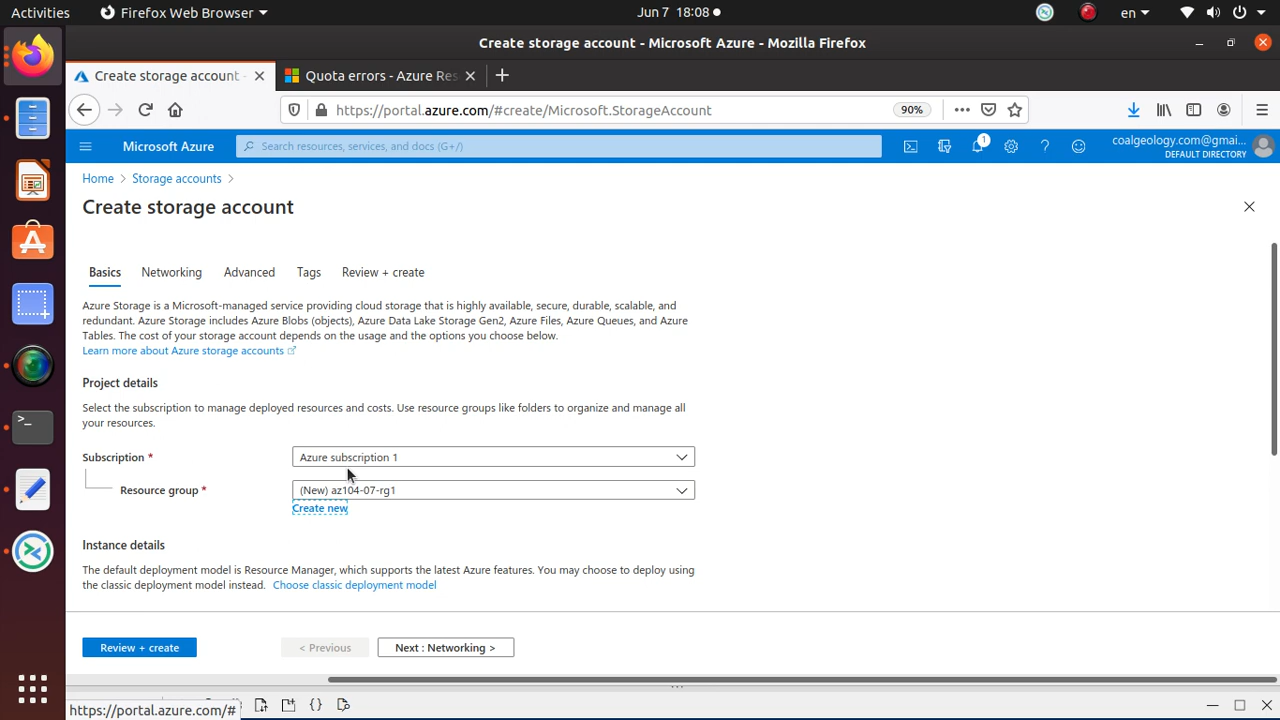 Activities
Firefox Web Browser
Jun 7 18:08
en
Create storage account - Microsoft Azure - Mozilla Firefox
Create storage account -
Quota errors - Azure Res
https://portal.azure.com/#create/Microsoft.StorageAccount
90%
Microsoft Azure
Search resources, services, and docs (G+/)
1
coalgeology.com@gmai...
DEFAULT DIRECTORY
Home > Storage accounts >
Create storage account
Basics
Networking
Advanced
Tags
Review + create
Azure Storage is a Microsoft-managed service providing cloud storage that is highly available, secure, durable, scalable, and
redundant. Azure Storage includes Azure Blobs (objects), Azure Data Lake Storage Gen2, Azure Files, Azure Queues, and Azure
Tables. The cost of your storage account depends on the usage and the options you choose below.
Learn more about Azure storage accounts
Project details
Select the subscription to manage deployed resources and costs. Use resource groups like folders to organize and manage all
your resources.
Subscription *
Azure subscription 1
Resource group *
(New) az104-07-rg1
Create new
Instance details
The default deployment model is Resource Manager, which supports the latest Azure features. You may choose to deploy using
the classic deployment model instead. Choose classic deployment model
Review + create
< Previous
Next : Networking >
https://portal.azure.com/#